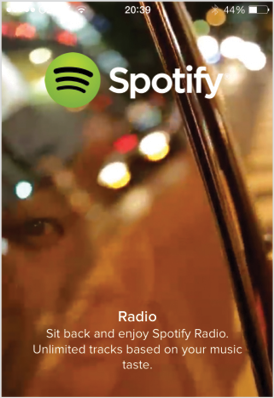 20:39 44%
Spotify
Radio
Sit back and enjoy Spotify Radio.
Unlimited tracks based on your music
taste.